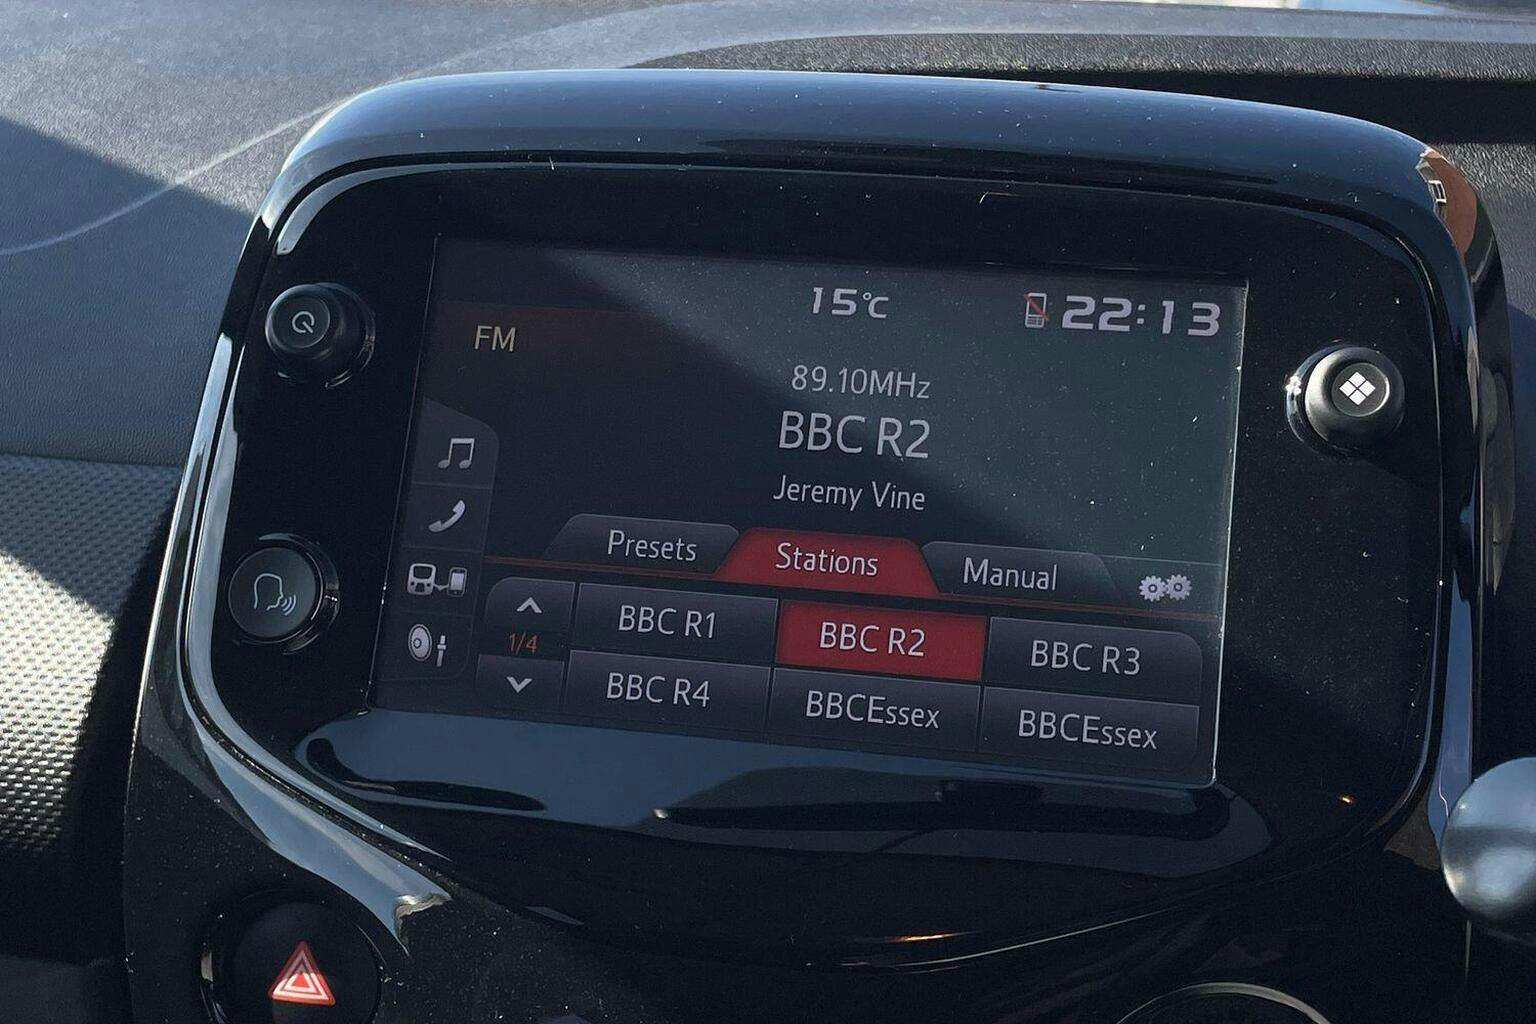 15°C 22:13
FM
89.10MHz
BBC R2
Jeremy Vine
Presets Stations Manual
BBC R1 BBC R2 BBC R3
1/4
BBC R4 BBCEssex BBCEssex